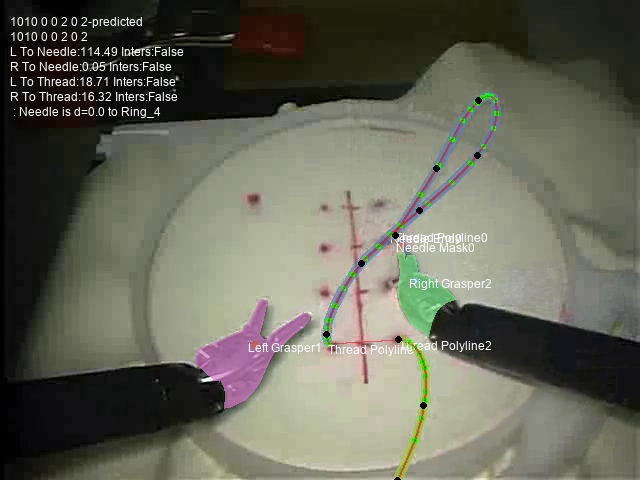 1010 0 0 2 0 2-predicted
1010 0 0 2 0 2
L To Needle:114.49 Inters:False
R To Needle:0.05 Inters:False
L To Thread:18.71 Inters:False
R To Thread:16.32 Inters:False
: Needle is d=0.0 to Ring_4
Thread Polyline0
Needle Mask0
Right Grasper2
Left Grasper1
Thread Polyline
Thread Polyline2